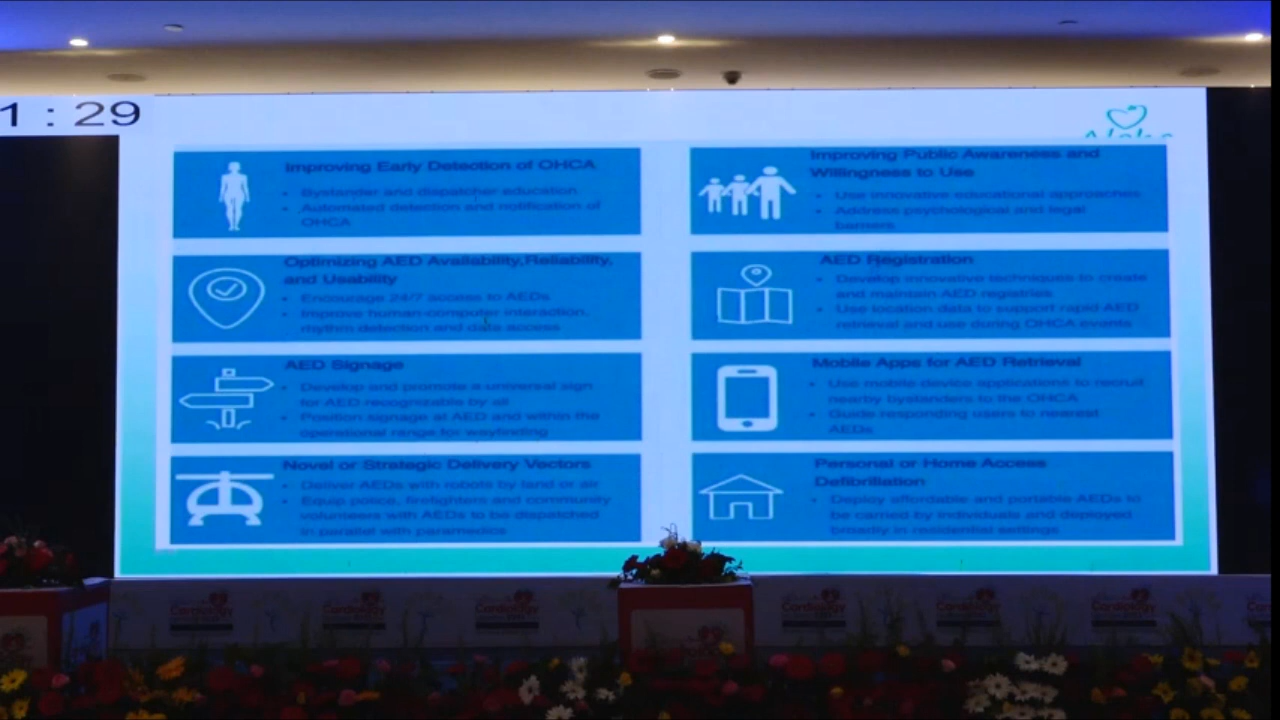 1 : 29
Improving Early Detection of OHCA
• Bystander and dispatcher education
• Automated detection and notification of
OHCA
Optimizing AED Availability,Reliability,
and Usability
• Encourage 24/7 access to AEDs
• Improve human-computer interaction,
rhythm detection and data access
AED Signage
• Develop and promote a universal sign
for AED recognizable by all
• Position signage at AED and within the
operational range for wayfinding
Novel or Strategic Delivery Vectors
• Deliver AEDs with robots by land or air
• Equip police, firefighters and community
volunteers with AEDs to be dispatched
in parallel with paramedics
Improving Public Awareness and
Willingness to Use
• Use innovative educational approaches
• Address psychological and legal
barriers
AED Registration
• Develop innovative techniques to create
and maintain AED registries
• Use location data to support rapid AED
retrieval and use during OHCA events
Mobile Apps for AED Retrieval
• Use mobile device applications to recruit
nearby bystanders to the OHCA
• Guide responding users to nearest
AEDs
Personal or Home Access
Defibrillation
• Deploy affordable and portable AEDs to
be carried by individuals and deployed
broadly in residential settings
Cardiology
Cardiology
Cardiology
Cardiology
Cardiology
Cardiology